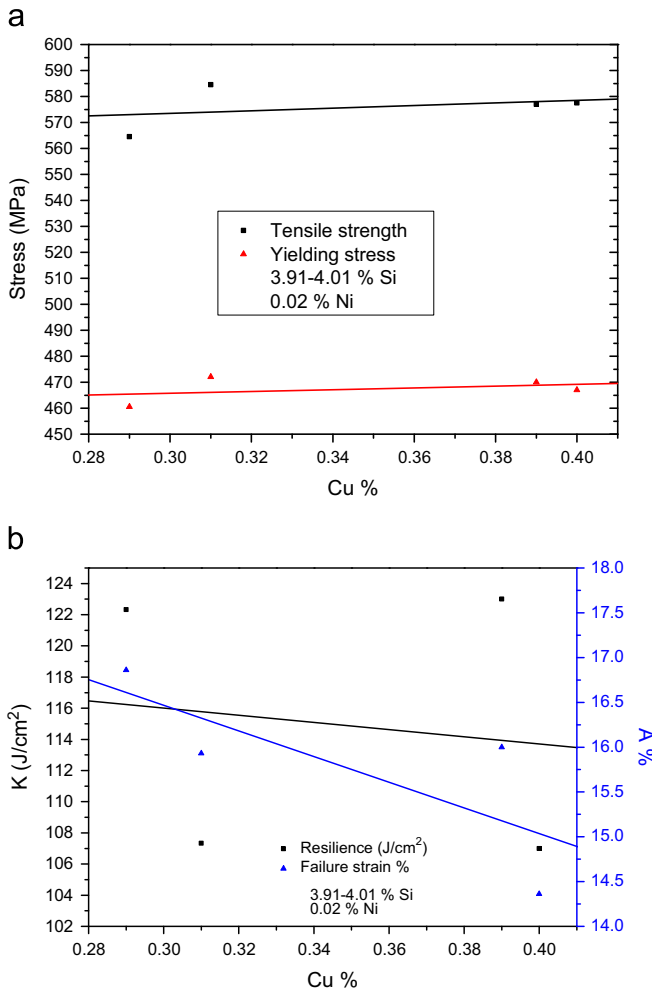 a
600
590
580
570
560
550
540
530
520
510
500
490
480
470
460
450
Stress (MPa)
Tensile strength
Yielding stress
3.91-4.01 % Si
0.02 % Ni
0.28 0.30 0.32 0.34 0.36 0.38 0.40
Cu %
b
124
122
120
118
116
114
112
110
108
106
104
102
K (J/cm²)
18.0
17.5
17.0
16.5
16.0
15.5
15.0
14.5
14.0
A %
Resilience (J/cm²)
Failure strain %
3.91-4.01 % Si
0.02 % Ni
0.28 0.30 0.32 0.34 0.36 0.38 0.40
Cu %